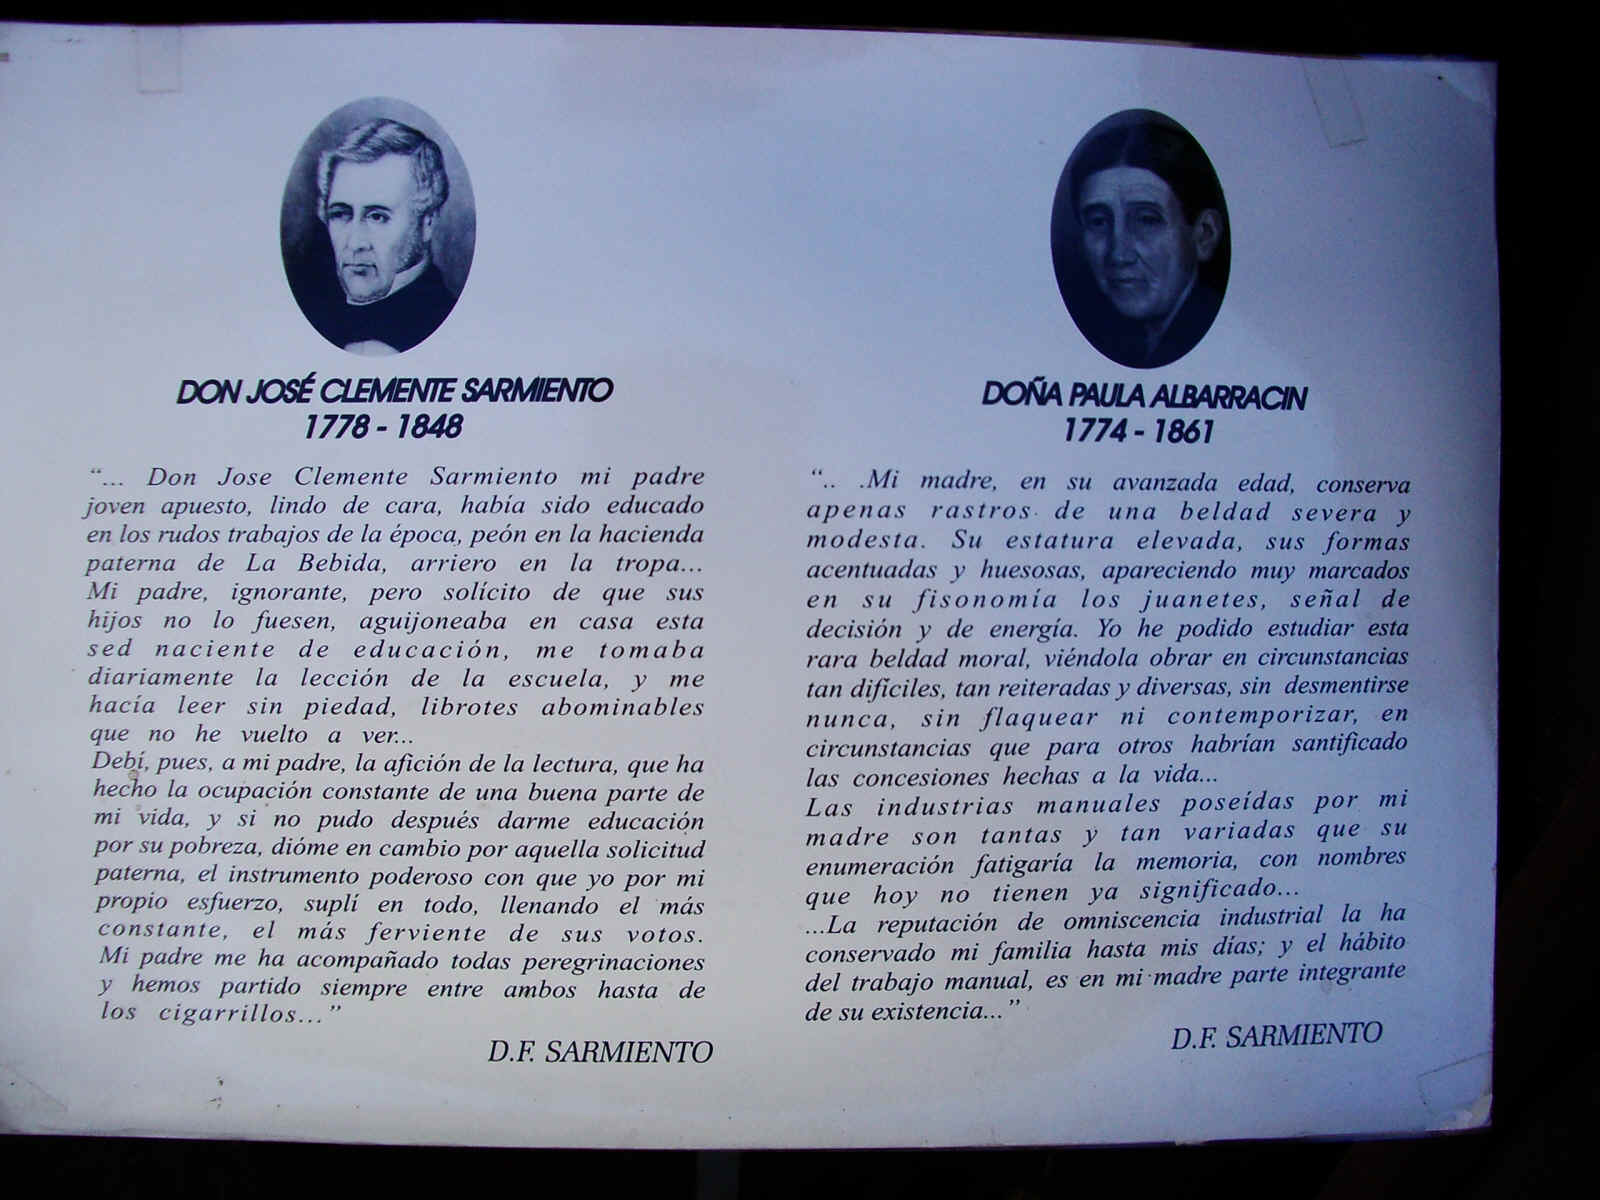 DON JOSÉ CLEMENTE SARMIENTO
1778 - 1848
“... Don Jose Clemente Sarmiento mi padre
joven apuesto, lindo de cara, había sido educado
en los rudos trabajos de la época, peón en la hacienda
paterna de La Bebida, arriero en la tropa...
Mi padre, ignorante, pero solícito de que sus
hijos no lo fuesen, aguijoneaba en casa esta
sed naciente de educación, me tomaba
diariamente la lección de la escuela, y me
hacía leer sin piedad, librotes abominables
que no he vuelto a ver...
Debí, pues, a mi padre, la afición de la lectura, que ha
hecho la ocupación constante de una buena parte de
mi vida, y si no pudo después darme educación
por su pobreza, dióme en cambio por aquella solicitud
paterna, el instrumento poderoso con que yo por mi
propio esfuerzo, suplí en todo, llenando el más
constante, el más ferviente de sus votos.
Mi padre me ha acompañado todas peregrinaciones
y hemos partido siempre entre ambos hasta de
los cigarrillos...”
D.F. SARMIENTO
DOÑA PAULA ALBARRACIN
1774 - 1861
“.. .Mi madre, en su avanzada edad, conserva
apenas rastros de una beldad severa y
modesta. Su estatura elevada, sus formas
acentuadas y huesosas, apareciendo muy marcados
en su fisonomía los juanetes, señal de
decisión y de energía. Yo he podido estudiar esta
rara beldad moral, viéndola obrar en circunstancias
tan difíciles, tan reiteradas y diversas, sin desmentirse
nunca, sin flaquear ni contemporizar, en
circunstancias que para otros habrían santificado
las concesiones hechas a la vida...
Las industrias manuales poseídas por mi
madre son tantas y tan variadas que su
enumeración fatigaría la memoria, con nombres
que hoy no tienen ya significado...
...La reputación de omniscencia industrial la ha
conservado mi familia hasta mis días; y el hábito
del trabajo manual, es en mi madre parte integrante
de su existencia...”
D.F. SARMIENTO